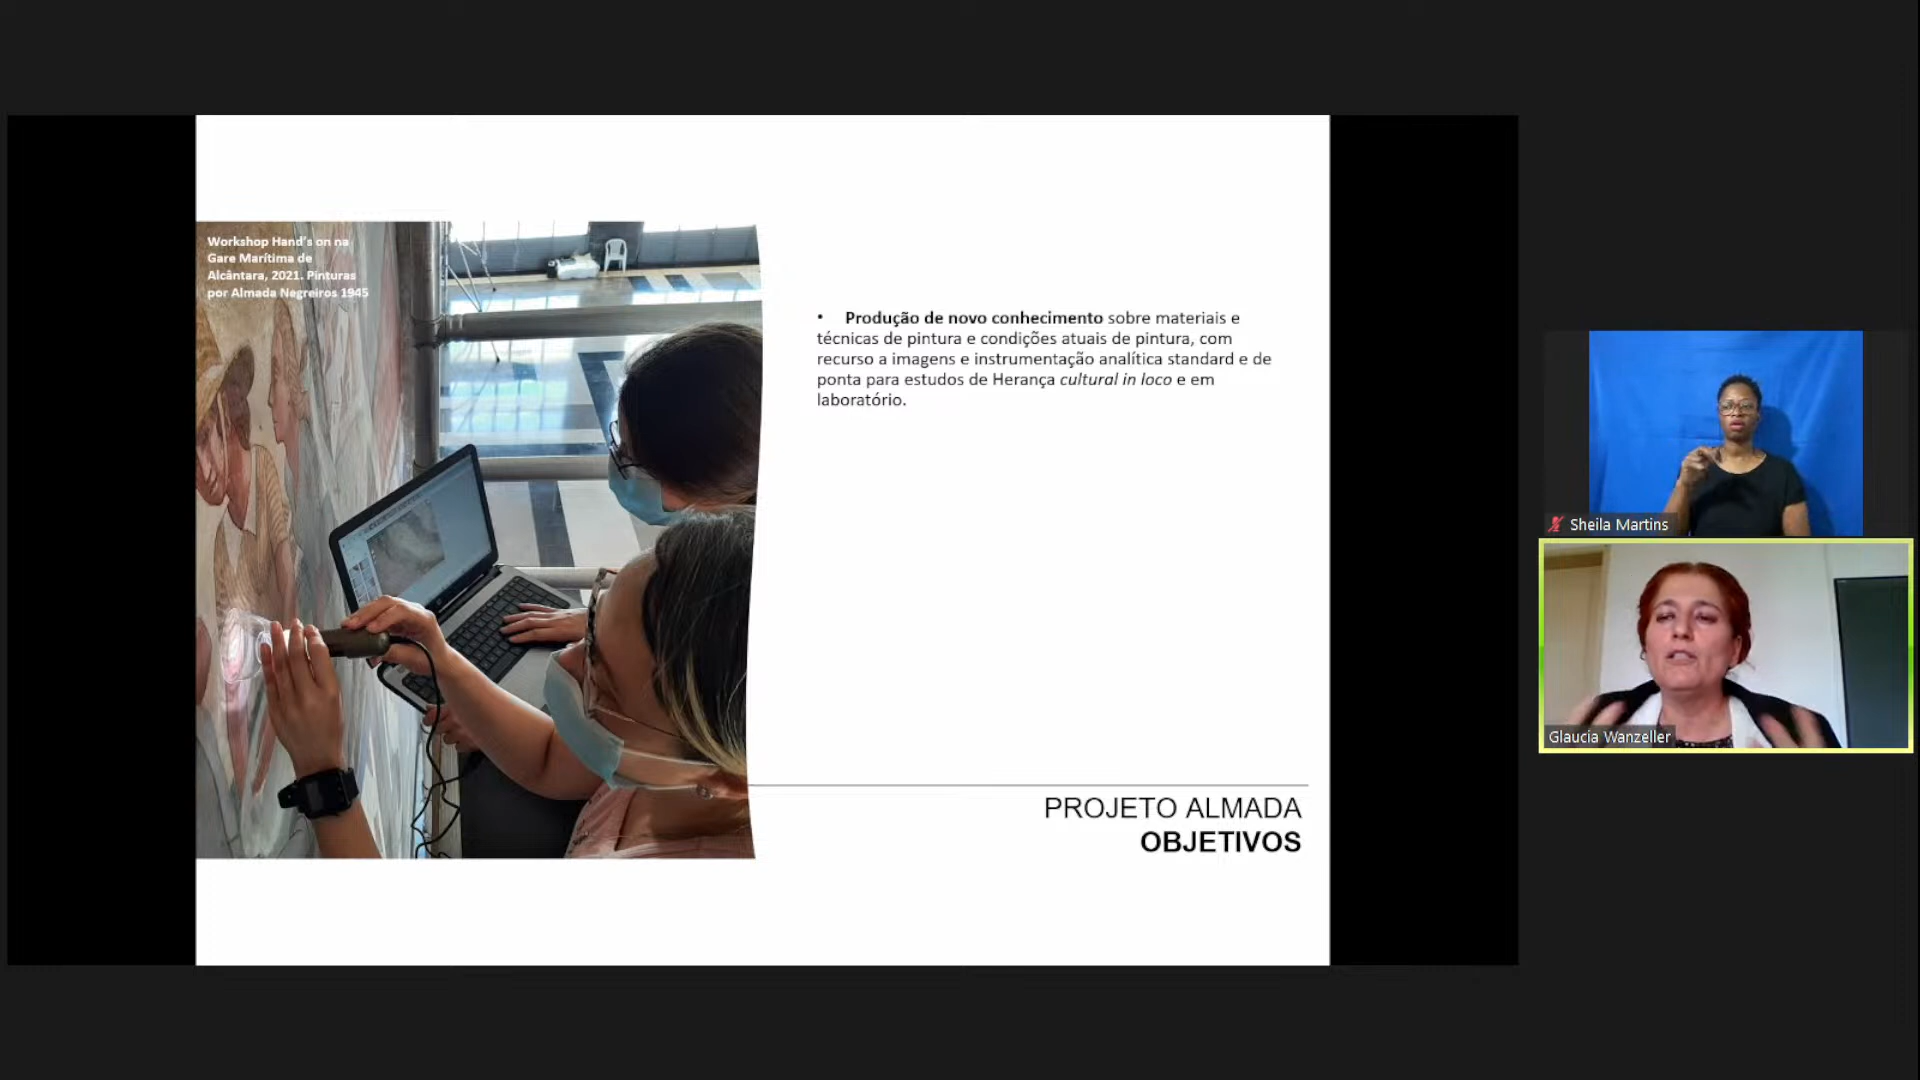 Workshop Hand's on na
Gare Marítima de
Alcântara, 2021. Pinturas
por Almada Negreiros 1945
• Produção de novo conhecimento sobre materiais e
técnicas de pintura e condições atuais de pintura, com
recurso a imagens e instrumentação analítica standard e de
ponta para estudos de Herança cultural in loco e em
laboratório.
PROJETO ALMADA
OBJETIVOS
Sheila Martins
Glaucia Wanzeller